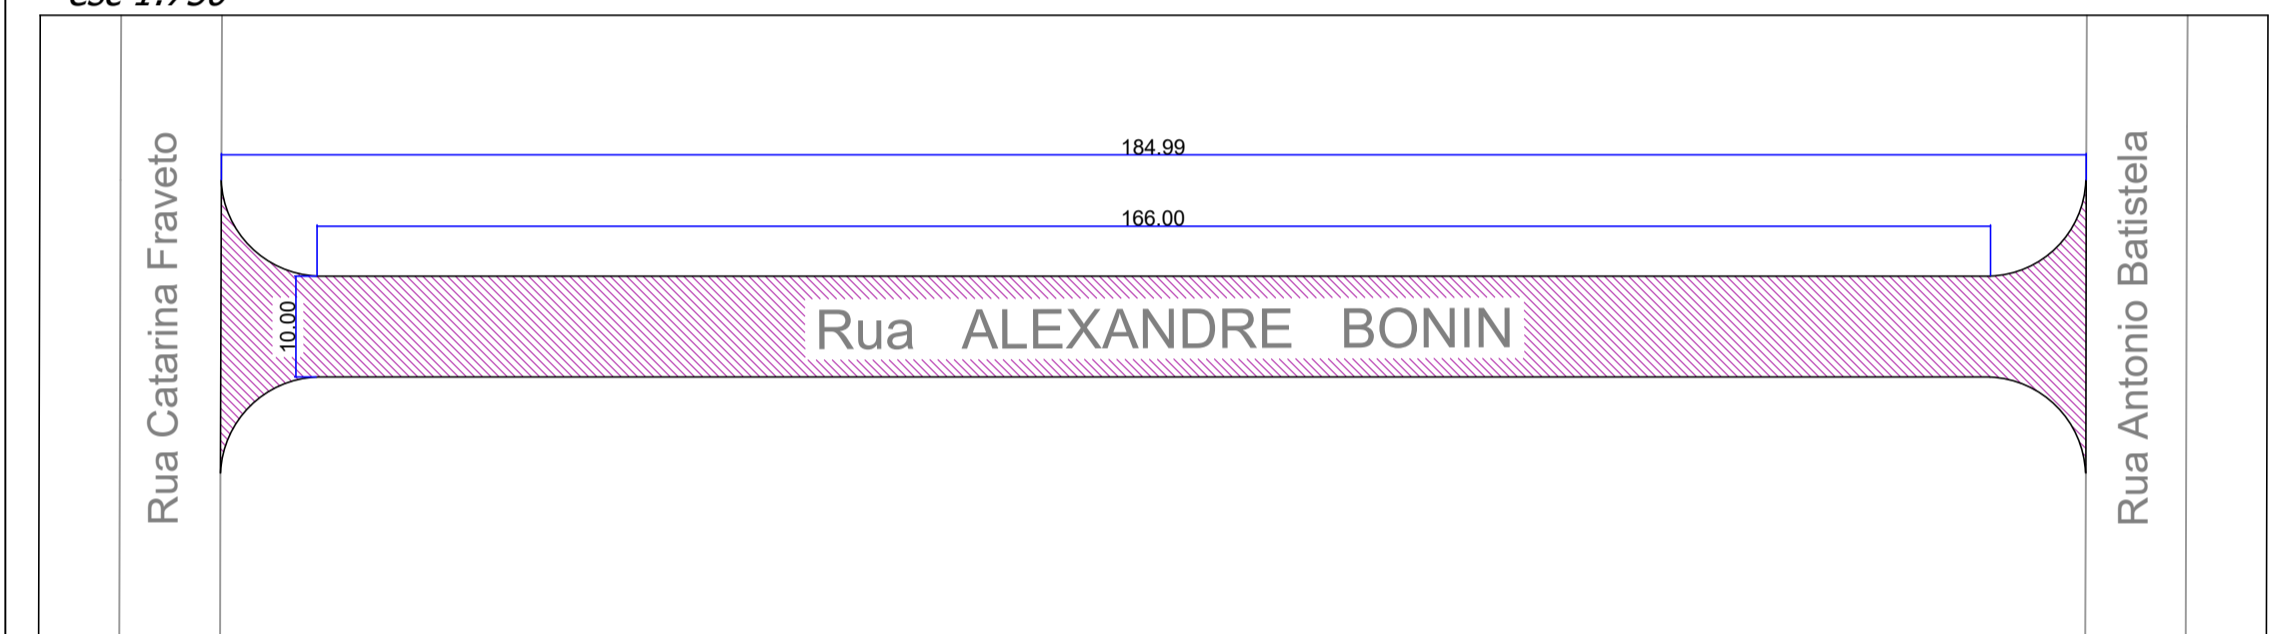 184.99
166.00
10.00
Rua ALEXANDRE BONIN
Rua Catarina Fraveto
Rua Antonio Batistela